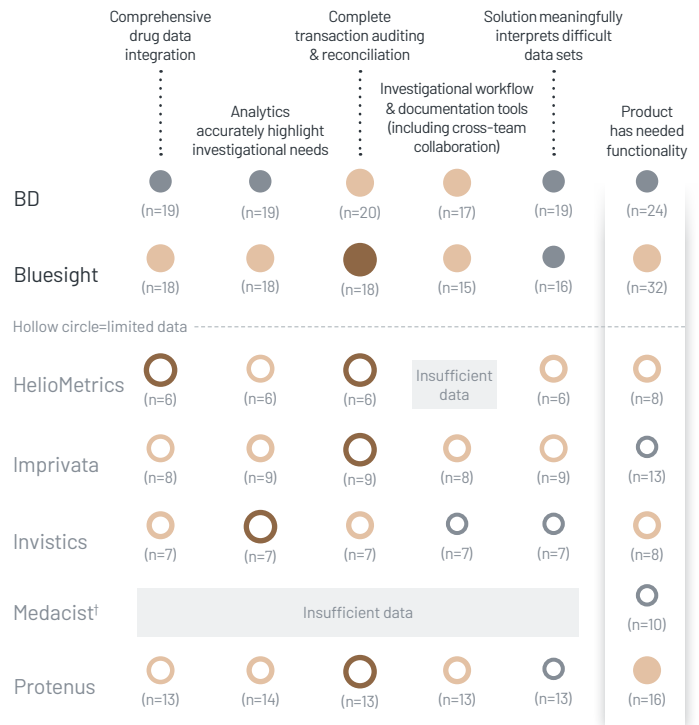 Comprehensive
drug data
integration
Complete
transaction auditing
& reconciliation
Solution meaningfully
interprets difficult
data sets
Analytics
accurately highlight
investigational needs
Investigational workflow
& documentation tools
(including cross-team
collaboration)
Product
has needed
functionality
BD
(n=19) (n=19) (n=20) (n=17) (n=19) (n=24)
Bluesight
(n=18) (n=18) (n=18) (n=15) (n=16) (n=32)
Hollow circle=limited data
HelioMetrics
Insufficient
data
(n=6) (n=6) (n=6) (n=6) (n=8)
Imprivata
(n=8) (n=9) (n=9) (n=8) (n=9) (n=13)
Invistics
(n=7) (n=7) (n=7) (n=7) (n=7) (n=8)
Medacist†
Insufficient data
(n=10)
Protenus
(n=13) (n=14) (n=13) (n=13) (n=13) (n=16)